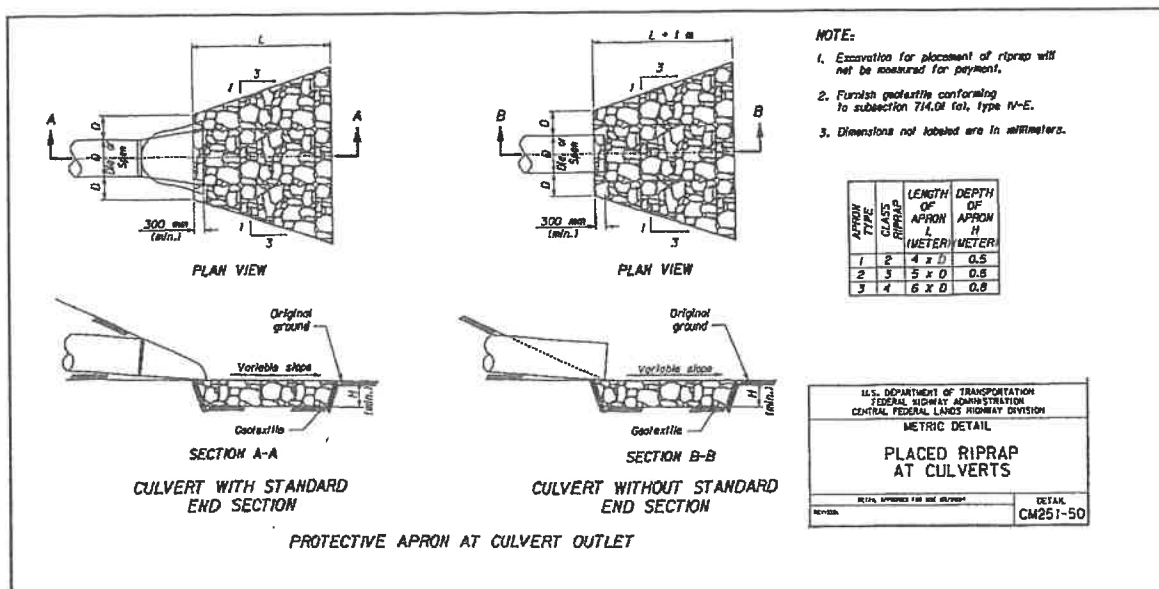 L
3
1
A
A
D
D
Dia. or
Span
D
300 mm
(min.)
1
3
PLAN VIEW
Original
ground
Variable slope
H
(min.)
Geotextile
SECTION A-A
CULVERT WITH STANDARD
END SECTION
L + 1 m
3
1
B
B
D
D
Dia. or
Span
D
300 mm
(min.)
1
3
PLAN VIEW
Original
ground
Variable slope
H
(min.)
Geotextile
SECTION B-B
CULVERT WITHOUT STANDARD
END SECTION
PROTECTIVE APRON AT CULVERT OUTLET
NOTE:
1. Excavation for placement of riprap will
not be measured for payment.
2. Furnish geotextile conforming
to subsection 714.01 (a), type IV-E.
3. Dimensions not labeled are in millimeters.
APRON TYPE CLASS RIPRAP LENGTH OF APRON L (METER) DEPTH OF APRON H (METER)
1 2 4 x D 0.5
2 3 5 x D 0.6
3 4 6 x D 0.8
U.S. DEPARTMENT OF TRANSPORTATION
FEDERAL HIGHWAY ADMINISTRATION
CENTRAL FEDERAL LANDS HIGHWAY DIVISION
METRIC DETAIL
PLACED RIPRAP
AT CULVERTS
DETAIL
CM251-50